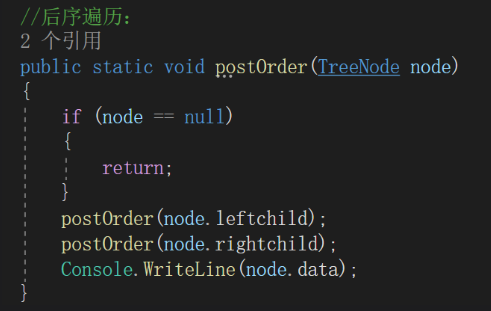 //后序遍历：
2 个引用
public static void postOrder(TreeNode node)
{
    if (node == null)
    {
        return;
    }
    postOrder(node.leftchild);
    postOrder(node.rightchild);
    Console.WriteLine(node.data);
}